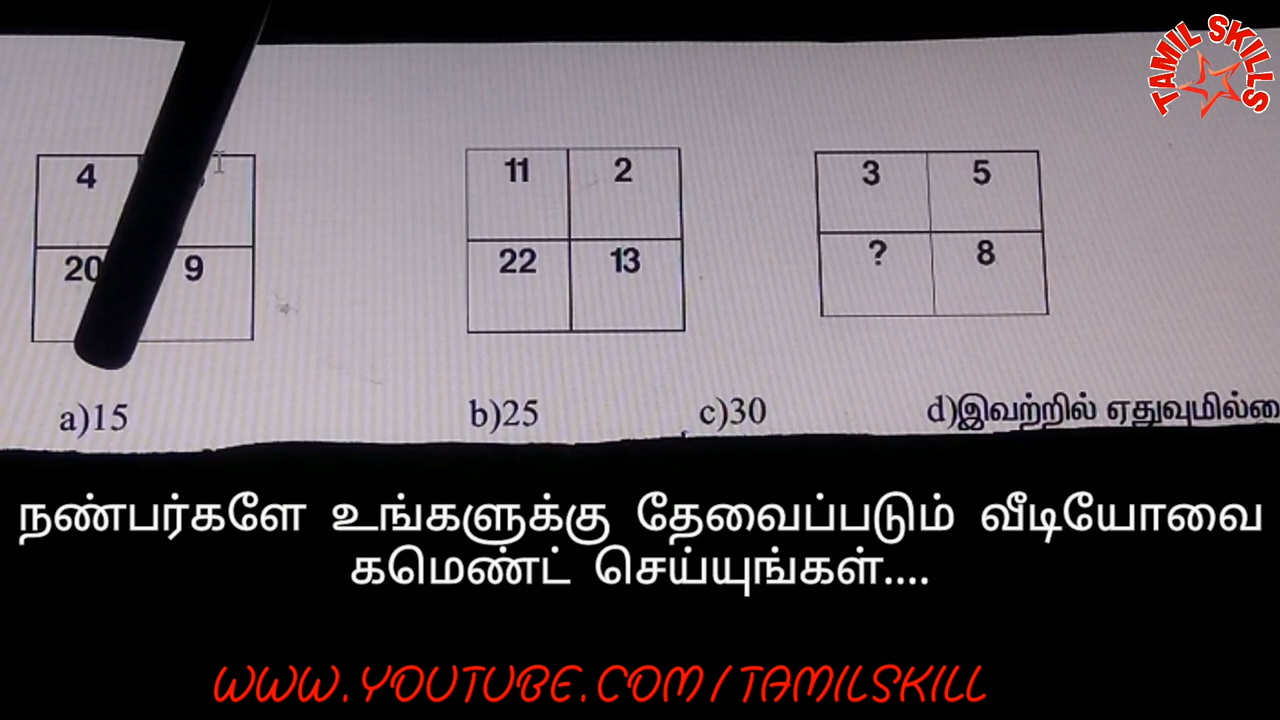 TAMIL SKILLS
4
11 2
3 5
20 9
22 13
? 8
a)15 b)25 c)30 d)இவற்றில் ஏதுவுமில்லை
நண்பர்களே உங்களுக்கு தேவைப்படும் வீடியோவை
கமெண்ட் செய்யுங்கள்....
WWW.YOUTUBE.COM/TAMILSKILL